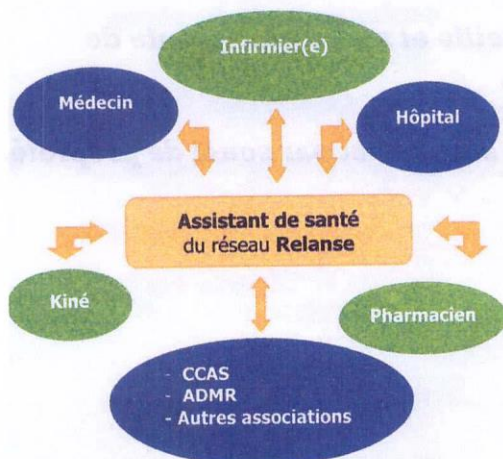 Infirmier(e)
Médecin
Hôpital
Assistant de santé
du réseau Relanse
Kiné
Pharmacien
- CCAS
- ADMR
- Autres associations